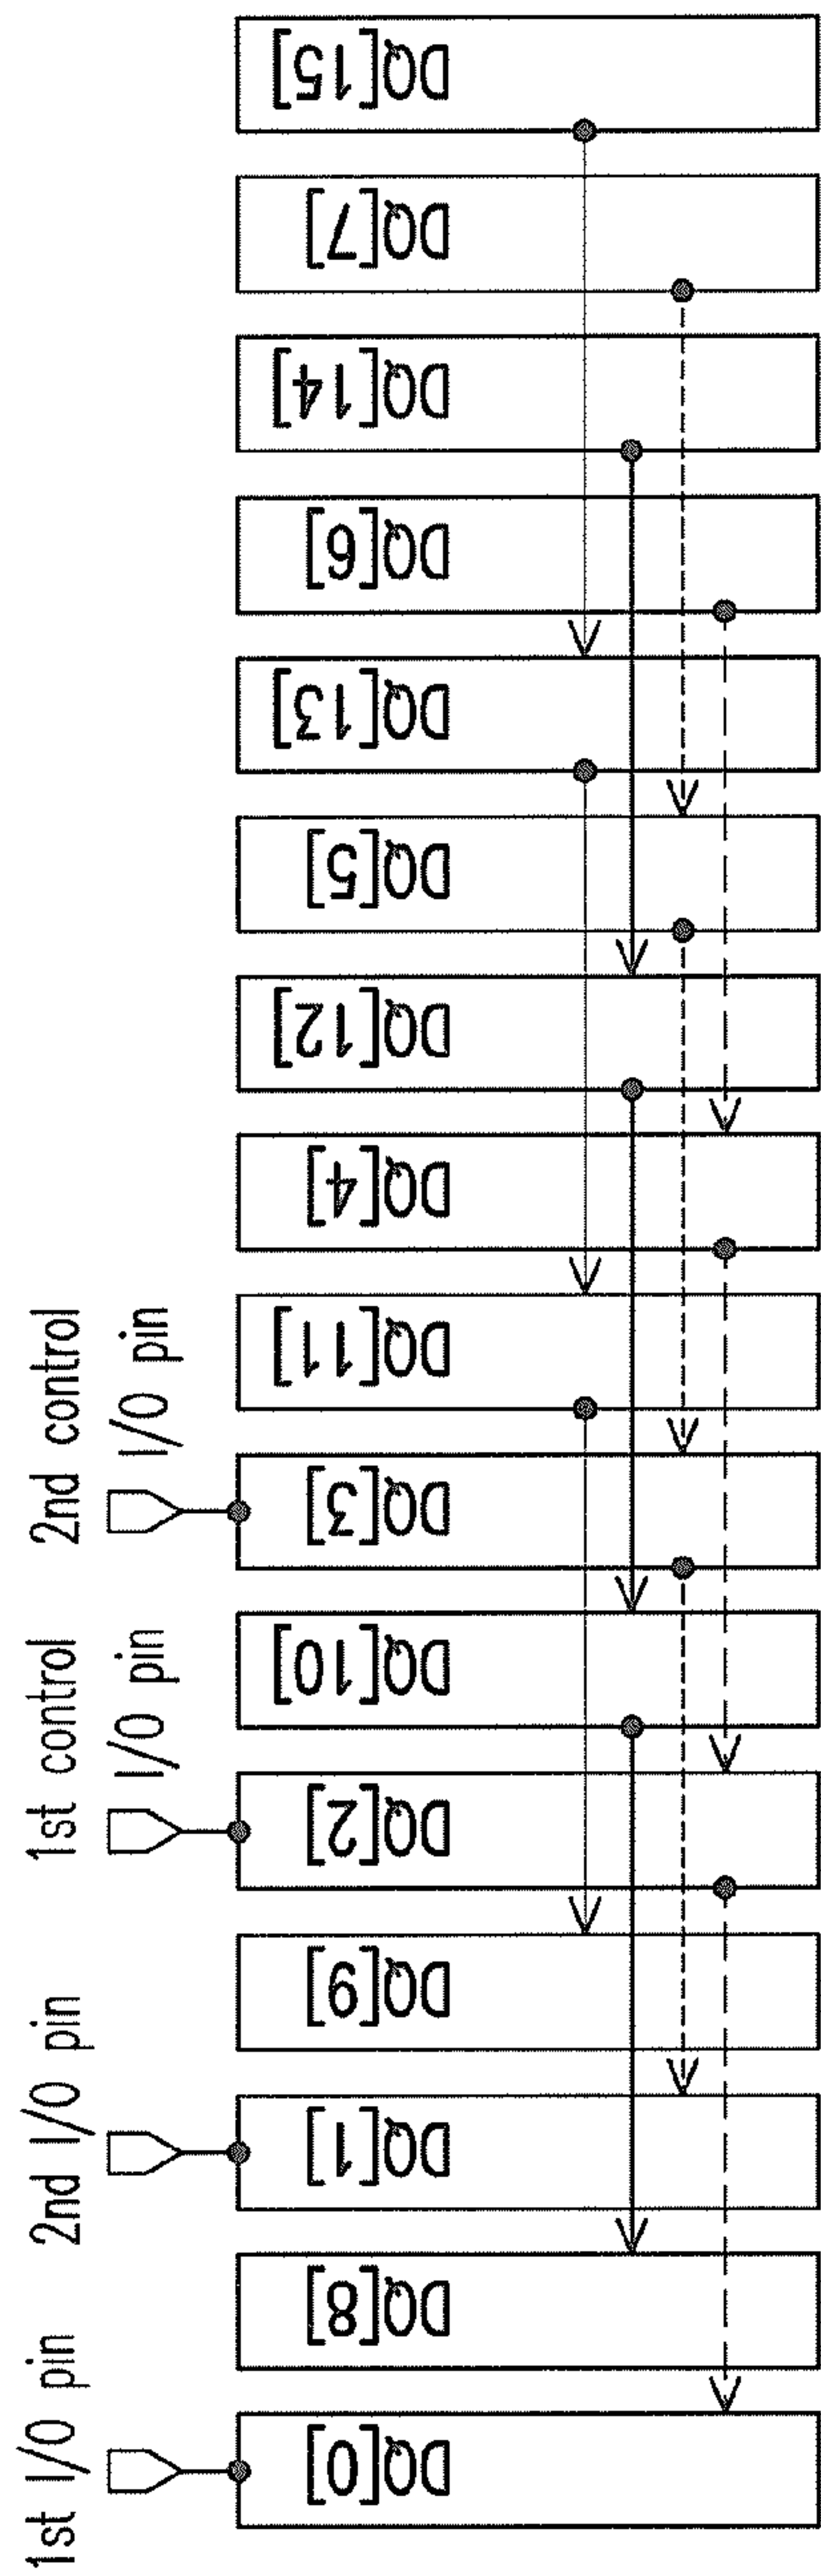 DQ[15]
DQ[7]
DQ[14]
DQ[6]
DQ[13]
DQ[5]
DQ[12]
DQ[4]
DQ[11]
2nd control
I/O pin
DQ[3]
DQ[10]
1st control
I/O pin
DQ[2]
DQ[9]
2nd I/O pin
DQ[1]
DQ[8]
1st I/O pin
DQ[0]